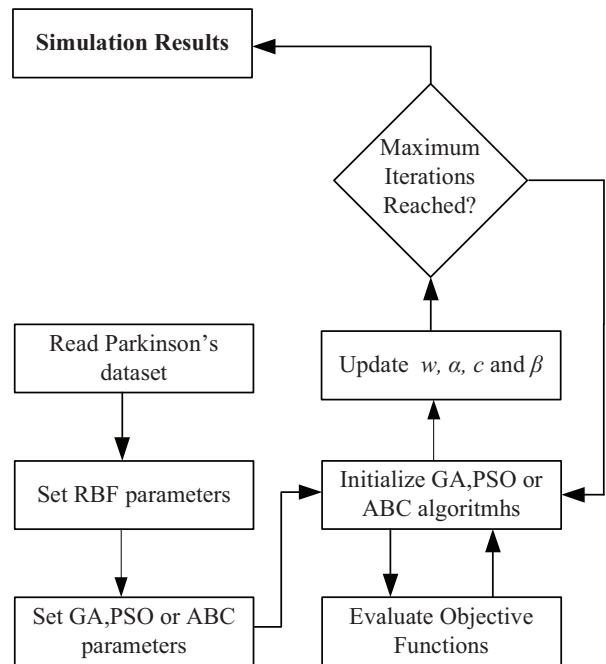 Simulation Results
Maximum
Iterations
Reached?
Read Parkinson’s
dataset
Update w, α, c and β
Set RBF parameters
Initialize GA,PSO or
ABC algoritmhs
Set GA,PSO or ABC
parameters
Evaluate Objective
Functions